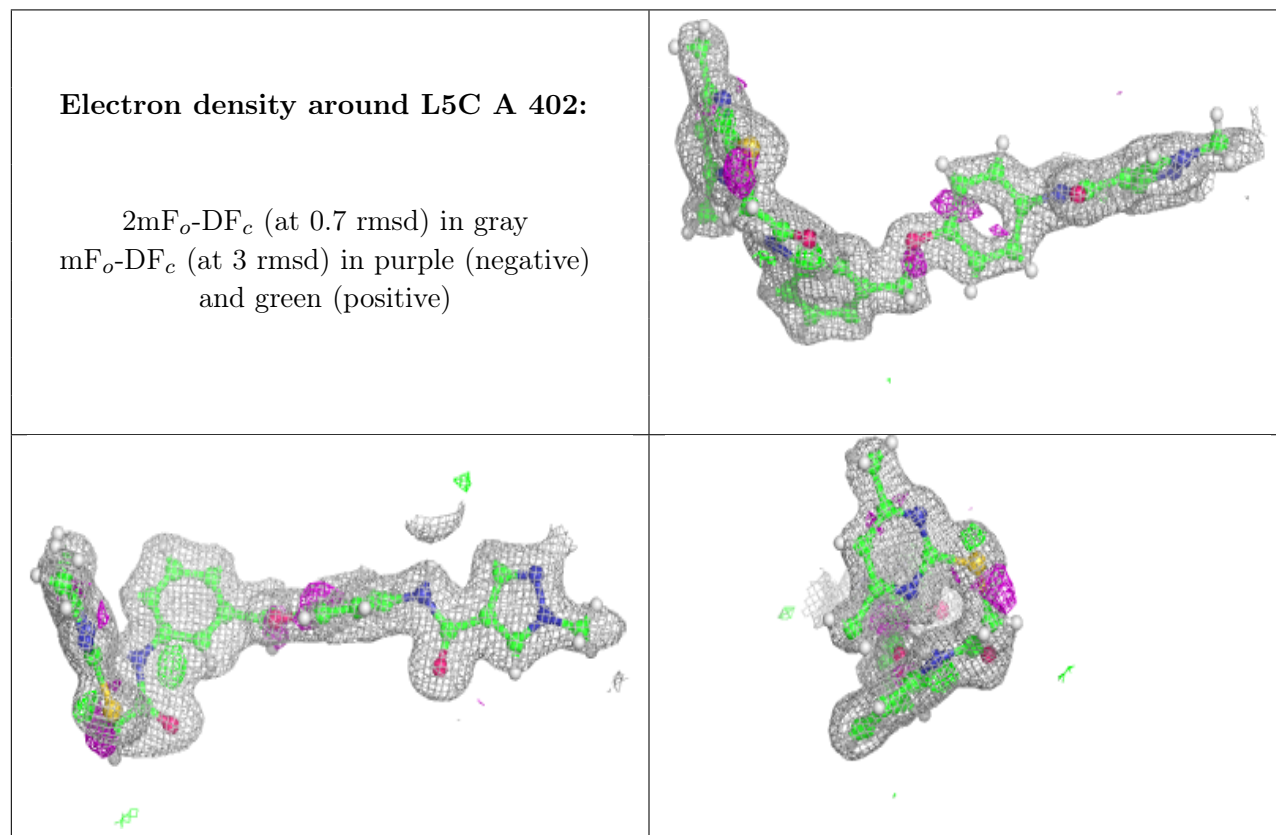 Electron density around L5C A 402:
2mFo-DFc (at 0.7 rmsd) in gray
mFo-DFc (at 3 rmsd) in purple (negative)
and green (positive)